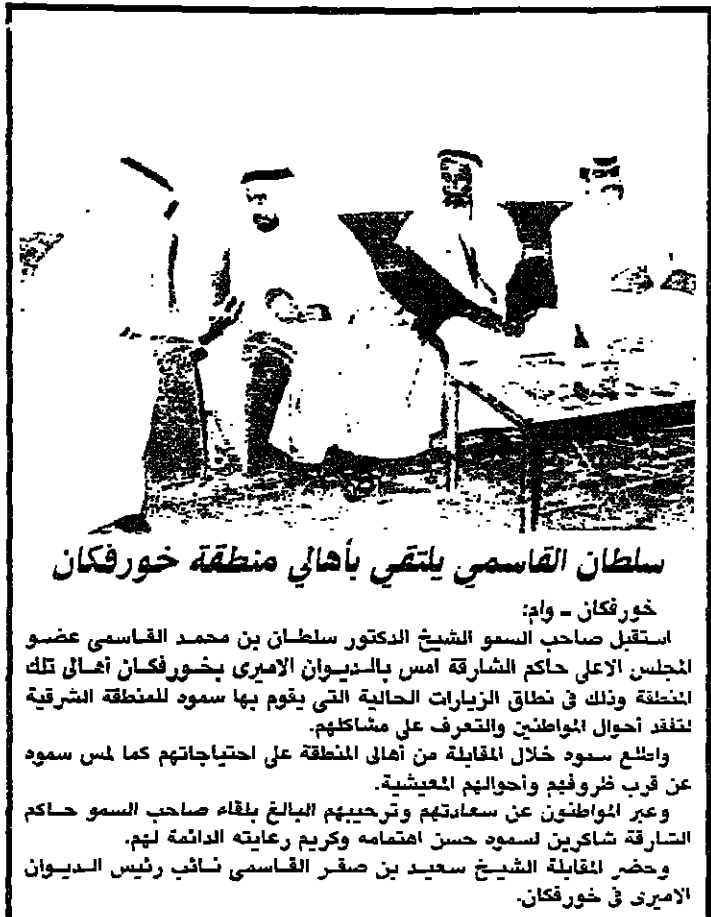 سلطان القاسمي يلتقي بأهالي منطقة خورفكان
خورفكان ـ وام:
استقبل صاحب السمو الشيخ الدكتور سلطان بن محمد القاسمى عضو
المجلس الاعلى حاكم الشارقة امس بالديوان الاميرى بخورفكان أهالى تلك
المنطقة وذلك فى نطاق الزيارات الحالية التى يقوم بها سموه للمنطقة الشرقية
لتفقد أحوال المواطنين والتعرف على مشاكلهم.
واطلع سموه خلال المقابلة من أهالى المنطقة على احتياجاتهم كما لمس سموه
عن قرب ظروفهم وأحوالهم المعيشية.
وعبر المواطنون عن سعادتهم وترحيبهم البالغ بلقاء صاحب السمو حاكم
الشارقة شاكرين لسموه حسن اهتمامه وكريم رعايته الدائمة لهم.
وحضر المقابلة الشيخ سعيد بن صقر القاسمى نائب رئيس الديوان
الاميرى فى خورفكان.